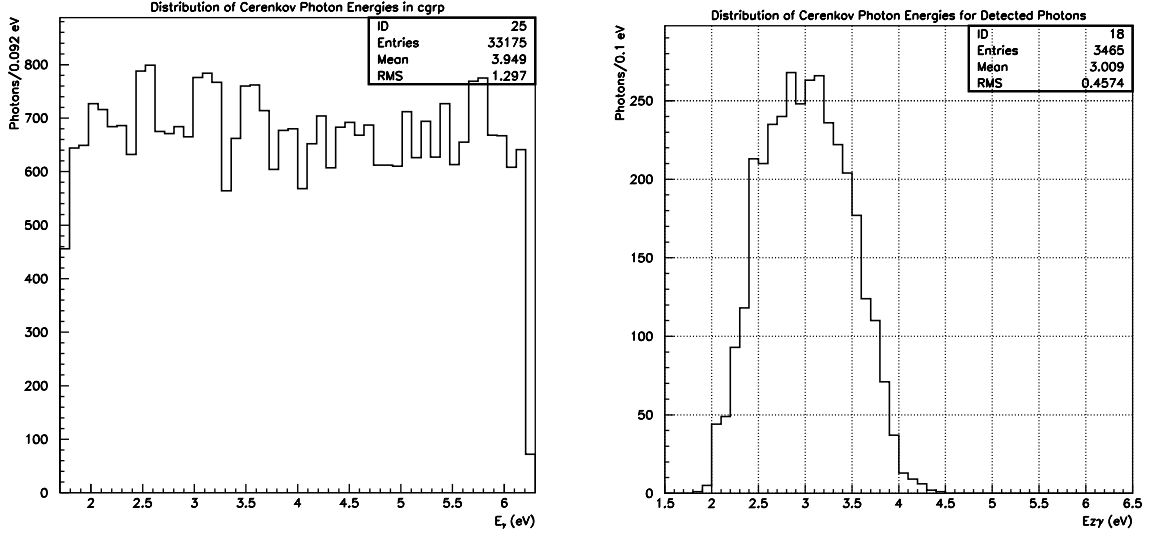 Distribution of Cerenkov Photon Energies in cgrp
ID 25
Entries 33175
Mean 3.949
RMS 1.297
Photons/0.092 eV
800
700
600
500
400
300
200
100
0
2 2.5 3 3.5 4 4.5 5 5.5 6
Eγ (eV)
Distribution of Cerenkov Photon Energies for Detected Photons
ID 18
Entries 3465
Mean 3.009
RMS 0.4574
Photons/0.1 eV
250
200
150
100
50
0
1.5 2 2.5 3 3.5 4 4.5 5 5.5 6 6.5
Ezγ (eV)